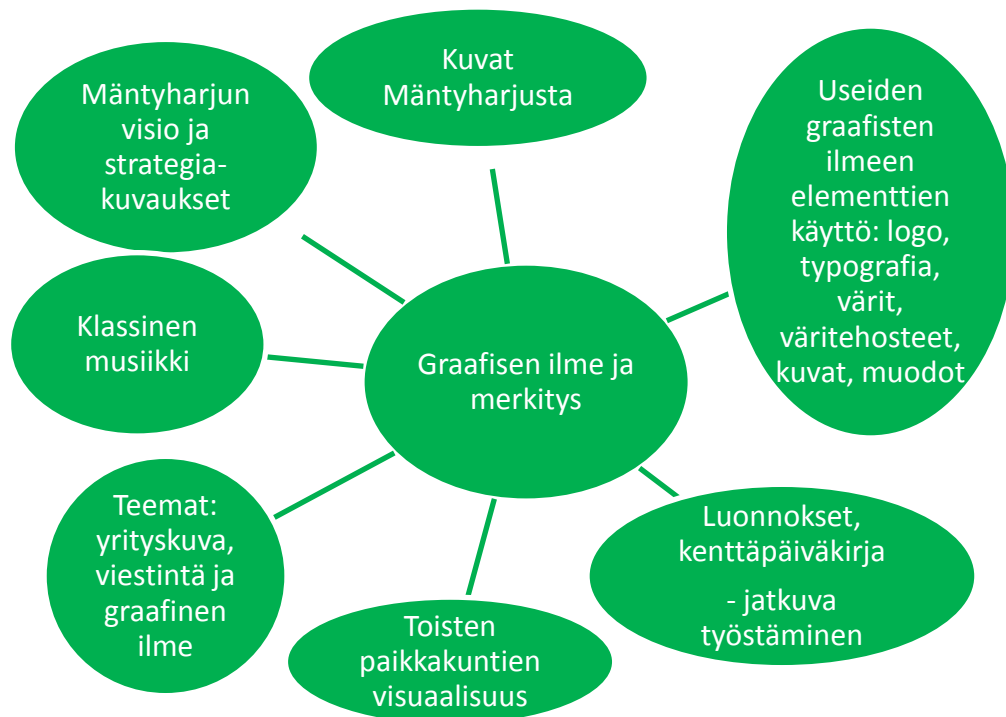 Kuvat
Mäntyharjusta
Mäntyharjun
visio ja
strategia-
kuvaukset
Useiden
graafisten
ilmeen
elementtien
käyttö: logo,
typografia,
värit,
väritehosteet,
kuvat, muodot
Klassinen
musiikki
Graafisen ilme ja
merkitys
Teemat:
yrityskuva,
viestintä ja
graafinen
ilme
Luonnokset,
kenttäpäiväkirja
- jatkuva
työstäminen
Toisten
paikkakuntien
visuaalisuus